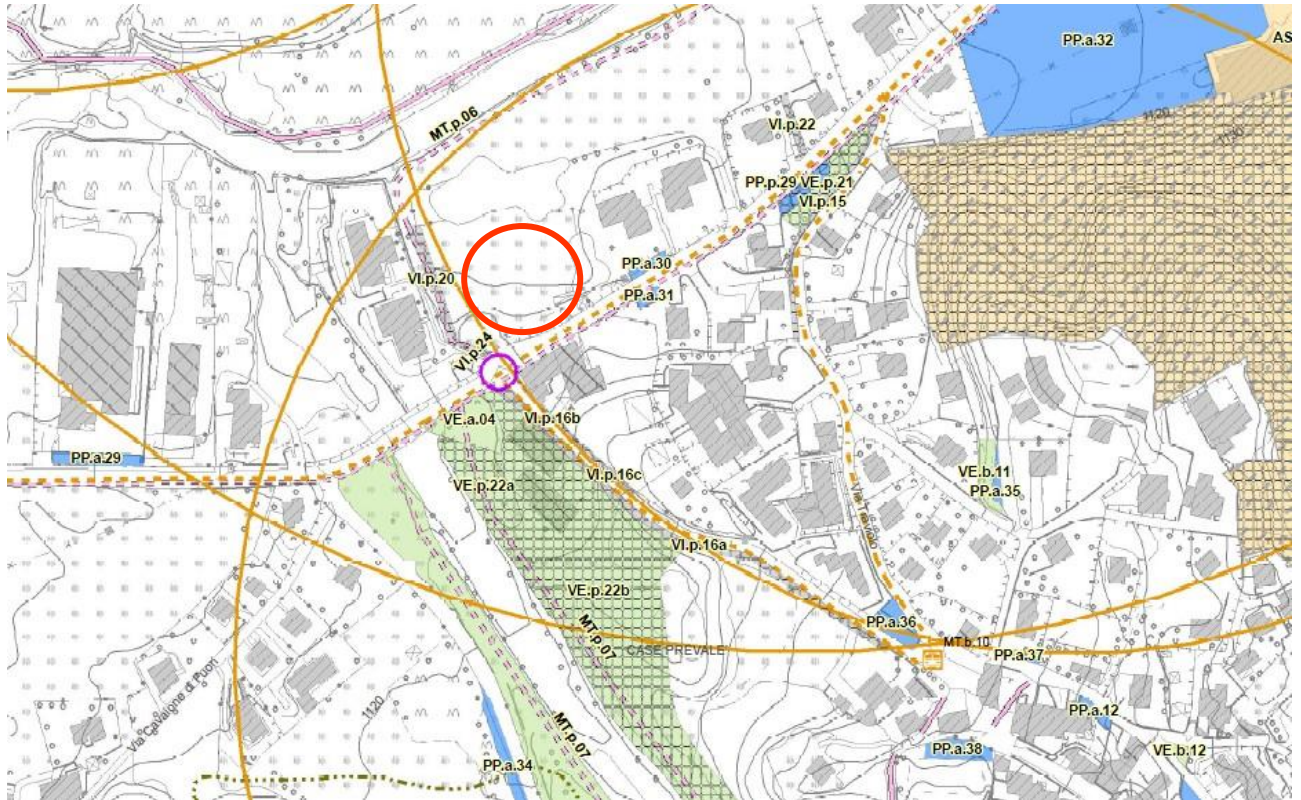 PP.a.32
AS
MT.p.06
VI.p.22
1120
1130
PP.p.29
VE.p.21
VI.p.15
VI.p.20
PP.a.30
PP.a.31
VI.p.24
VE.a.04
VI.p.16b
PP.a.29
VI.p.16c
VE.b.11
VE.p.22a
PP.a.35
VI.p.16a
VE.p.22b
PP.a.36
MT.p.07
CASE PREVALE
MT.b.10
PP.a.37
Via Cavaigne di Fuori
1120
MT.p.07
PP.a.12
PP.a.34
PP.a.38
VE.b.12